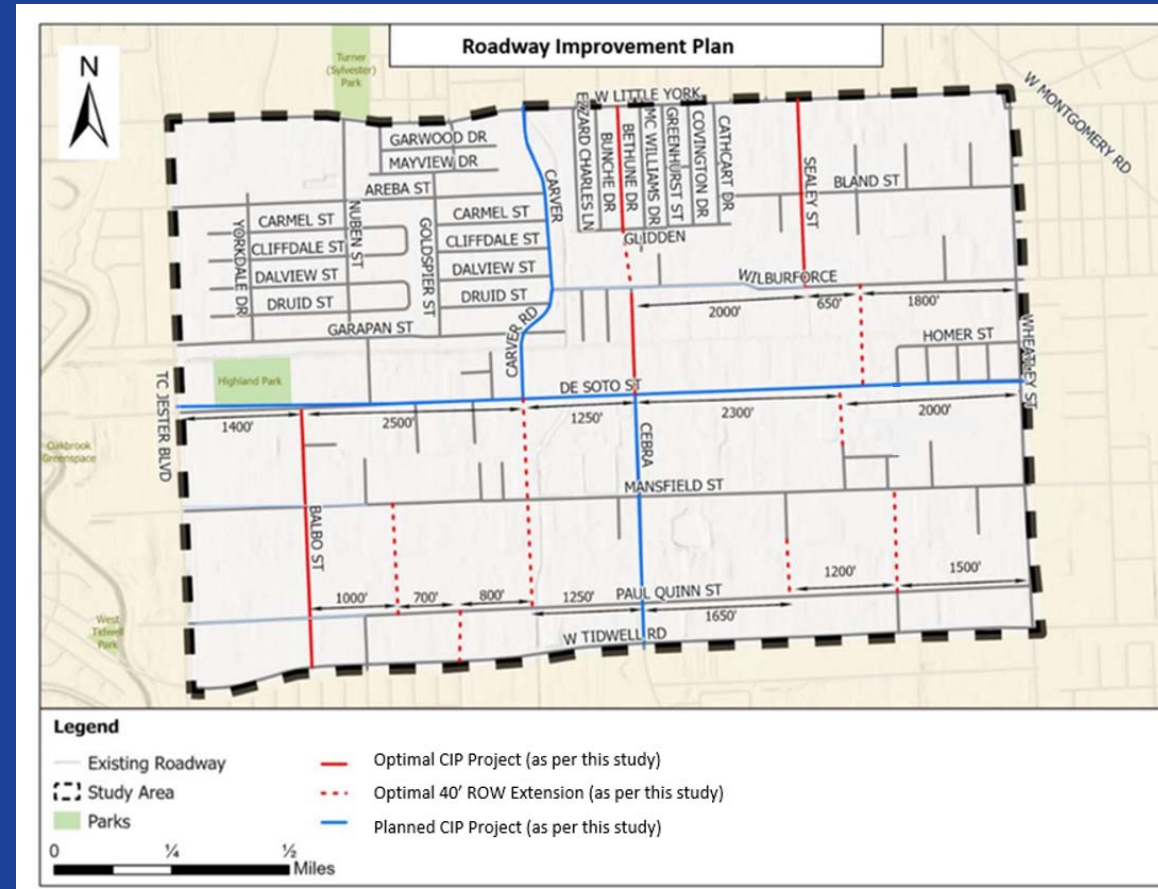 Roadway Improvement Plan
N
Turner
(Sylvester)
Park
W LITTLE YORK
W MONTGOMERY RD
GARWOOD DR
MAYVIEW DR
AREBA ST
CARVER
EZZARD CHARLES LN
BUNCHE DR
BETHUNE DR
MC WILLIAMS DR
GREENHURST ST
COVINGTON DR
CATHCART DR
SEALEY ST
BLAND ST
YORKDALE DR
CARMEL ST
CLIFFDALE ST
DALVIEW ST
DRUID ST
NUBEN ST
GOLDSPIER ST
CARMEL ST
CLIFFDALE ST
DALVIEW ST
DRUID ST
GLIDDEN
WILBURFORCE
2000'
650'
1800'
GARAPAN ST
CARVER RD
HOMER ST
WHEATLEY ST
Highland Park
DE SOTO ST
TC JESTER BLVD
1400'
2500'
1250'
2300'
2000'
Oakbrook
Greenspace
CEBRA
MANSFIELD ST
BALBO ST
1000'
700'
800'
1250'
PAUL QUINN ST
1650'
1200'
1500'
West
Tidwell
Park
W TIDWELL RD
Legend
Existing Roadway
Study Area
Parks
Optimal CIP Project (as per this study)
Optimal 40' ROW Extension (as per this study)
Planned CIP Project (as per this study)
0 ¼ ½
Miles